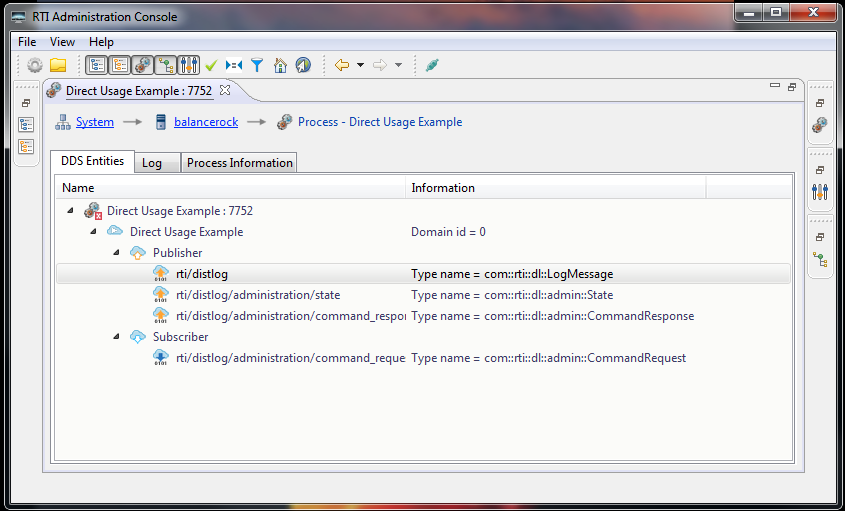 RTI Administration Console
File View Help
Direct Usage Example : 7752
System balancerock Process - Direct Usage Example
DDS Entities Log Process Information
Name Information
Direct Usage Example : 7752
Direct Usage Example Domain id = 0
Publisher
rti/distlog Type name = com::rti::dl::LogMessage
rti/distlog/administration/state Type name = com::rti::dl::admin::State
rti/distlog/administration/command_respor Type name = com::rti::dl::admin::CommandResponse
Subscriber
rti/distlog/administration/command_reque Type name = com::rti::dl::admin::CommandRequest